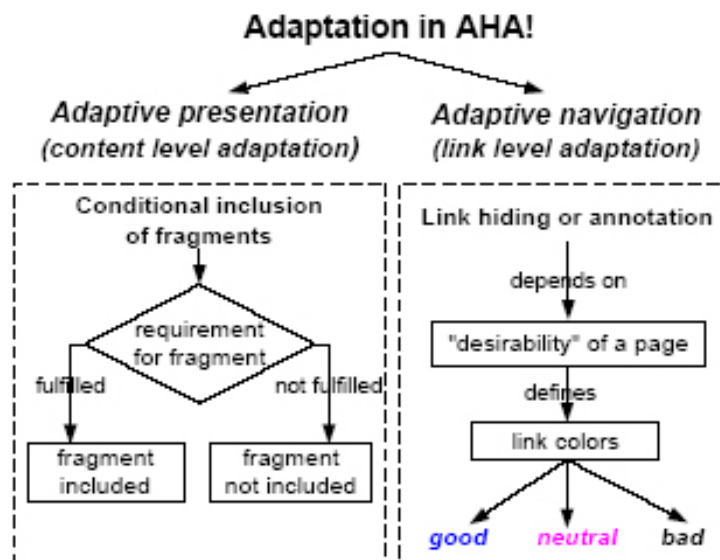 Adaptation in AHA!
Adaptive presentation
(content level adaptation)
Conditional inclusion
of fragments
requirement
for fragment
fulfilled
not fulfilled
fragment
included
fragment
not included
Adaptive navigation
(link level adaptation)
Link hiding or annotation
depends on
"desirability" of a page
defines
link colors
good
neutral
bad